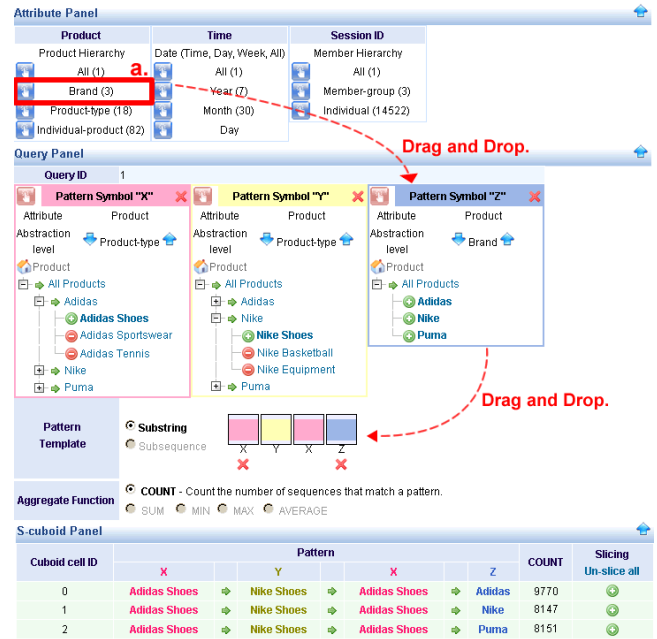 Attribute Panel
Product Time Session ID
Product Hierarchy Date (Time, Day, Week, All) Member Hierarchy
All (1) a. All (1) All (1)
Brand (3) Year (7) Member-group (3)
Product-type (18) Month (30) Individual (14522)
Individual-product (82) Day
Drag and Drop.
Query Panel
Query ID 1
Pattern Symbol "X" Pattern Symbol "Y" Pattern Symbol "Z"
Attribute Product Attribute Product Attribute Product
Abstraction level Product-type Abstraction level Product-type Abstraction level Brand
Product Product Product
All Products All Products All Products
Adidas Adidas Adidas
Adidas Shoes Nike Nike
Adidas Sportswear Nike Shoes Puma
Adidas Tennis Nike Basketball
Nike Nike Equipment
Puma Puma
Drag and Drop.
Pattern Template Substring
Subsequence X Y X Z
Aggregate Function COUNT - Count the number of sequences that match a pattern.
SUM MIN MAX AVERAGE
S-cuboid Panel
Cuboid cell ID Pattern COUNT Slicing
X Y X Z Un-slice all
0 Adidas Shoes Nike Shoes Adidas Shoes Adidas 9770
1 Adidas Shoes Nike Shoes Adidas Shoes Nike 8147
2 Adidas Shoes Nike Shoes Adidas Shoes Puma 8151